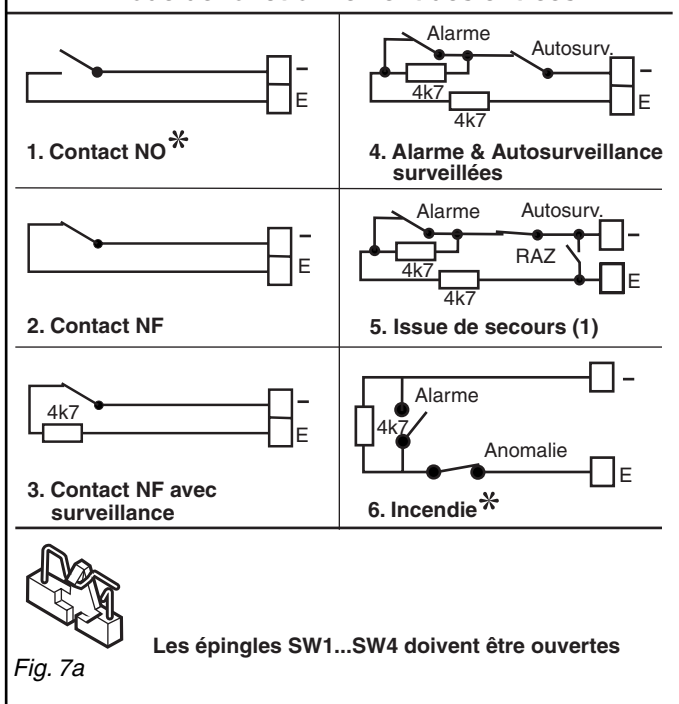 Alarme
Autosurv.
–
E
4k7
4k7
1. Contact NO*
4. Alarme & Autosurveillance
surveillées
–
E
Alarme
Autosurv.
–
RAZ
4k7
E
4k7
2. Contact NF
5. Issue de secours (1)
4k7
–
E
–
Alarme
4k7
Anomalie
E
3. Contact NF avec
surveillance
6. Incendie*
Les épingles SW1...SW4 doivent être ouvertes
Fig. 7a